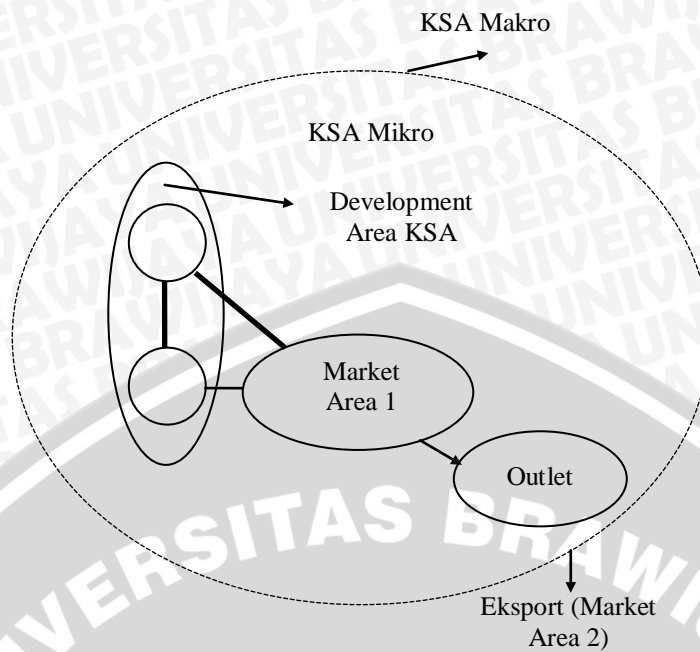 KSA Makro
KSA Mikro
Development
Area KSA
Market
Area 1
Outlet
Eksport (Market
Area 2)
UNIVERSITAS BRAWIJAYA